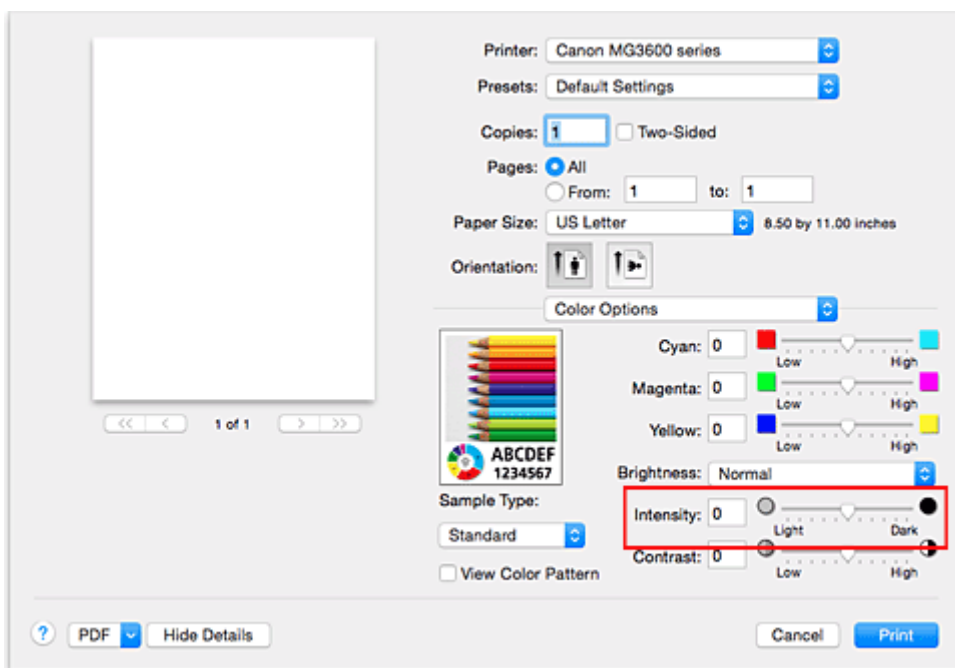 Printer: Canon MG3600 series
Presets: Default Settings
Copies: 1 Two-Sided
Pages: All
From: 1 to: 1
Paper Size: US Letter 8.50 by 11.00 inches
Orientation:
Color Options
Cyan: 0
Low High
Magenta: 0
Low High
Yellow: 0
Low High
<< < 1 of 1 > >>
ABCDEF
1234567
Brightness: Normal
Sample Type:
Intensity: 0
Light Dark
Standard
Contrast: 0
Low High
View Color Pattern
? PDF Hide Details Cancel Print